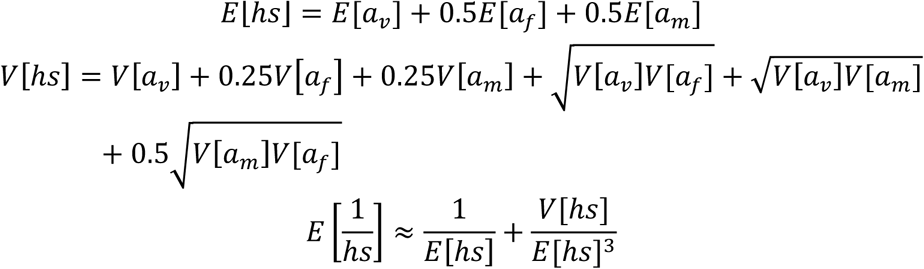 E⌊hs⌋ = E[a_v] + 0.5E[a_f] + 0.5E[a_m]
V[hs] = V[a_v] + 0.25V[a_f] + 0.25V[a_m] + √(V[a_v]V[a_f]) + √(V[a_v]V[a_m])
+ 0.5√(V[a_m]V[a_f])
E[1/hs] ≈ 1/E[hs] + V[hs]/E[hs]³